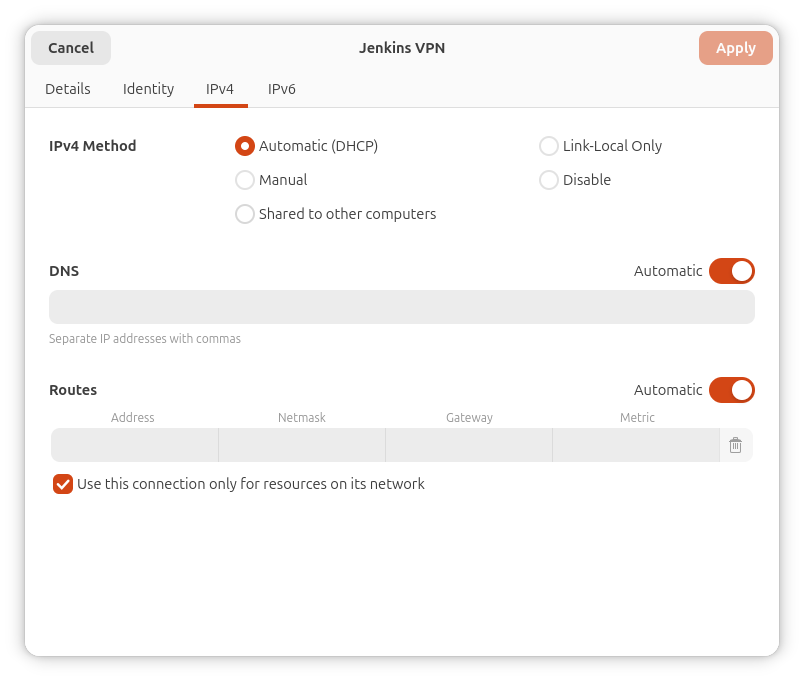 Cancel Jenkins VPN Apply
Details Identity IPv4 IPv6
IPv4 Method Automatic (DHCP) Link-Local Only
Manual Disable
Shared to other computers
DNS Automatic
Separate IP addresses with commas
Routes Automatic
Address Netmask Gateway Metric
Use this connection only for resources on its network